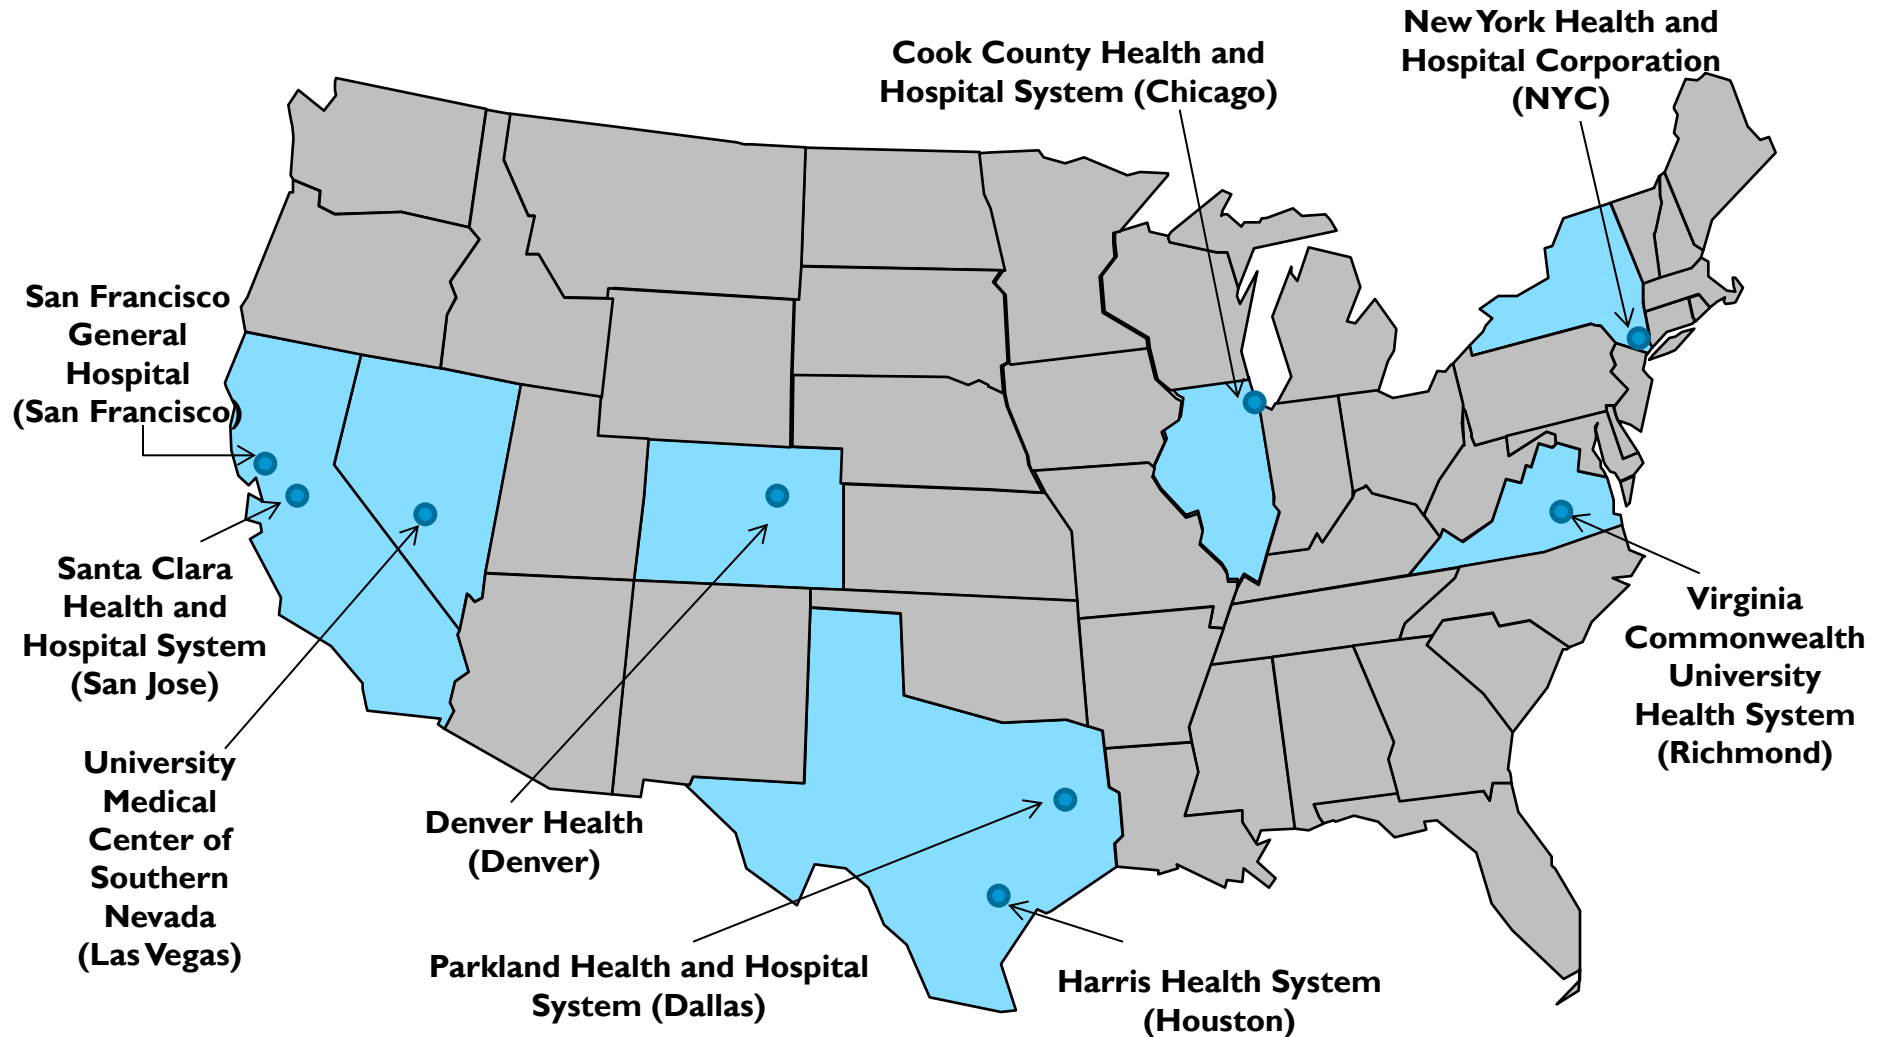 New York Health and
Hospital Corporation
(NYC)
Cook County Health and
Hospital System (Chicago)
San Francisco
General
Hospital
(San Francisco)
Santa Clara
Health and
Hospital System
(San Jose)
University
Medical
Center of
Southern
Nevada
(Las Vegas)
Denver Health
(Denver)
Parkland Health and Hospital
System (Dallas)
Harris Health System
(Houston)
Virginia
Commonwealth
University
Health System
(Richmond)